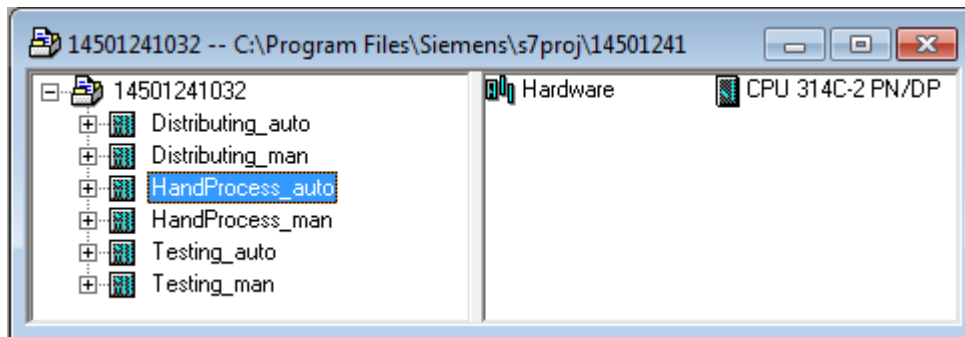 14501241032 -- C:\Program Files\Siemens\s7proj\14501241
14501241032
Distributing_auto
Distributing_man
HandProcess_auto
HandProcess_man
Testing_auto
Testing_man
Hardware
CPU 314C-2 PN/DP